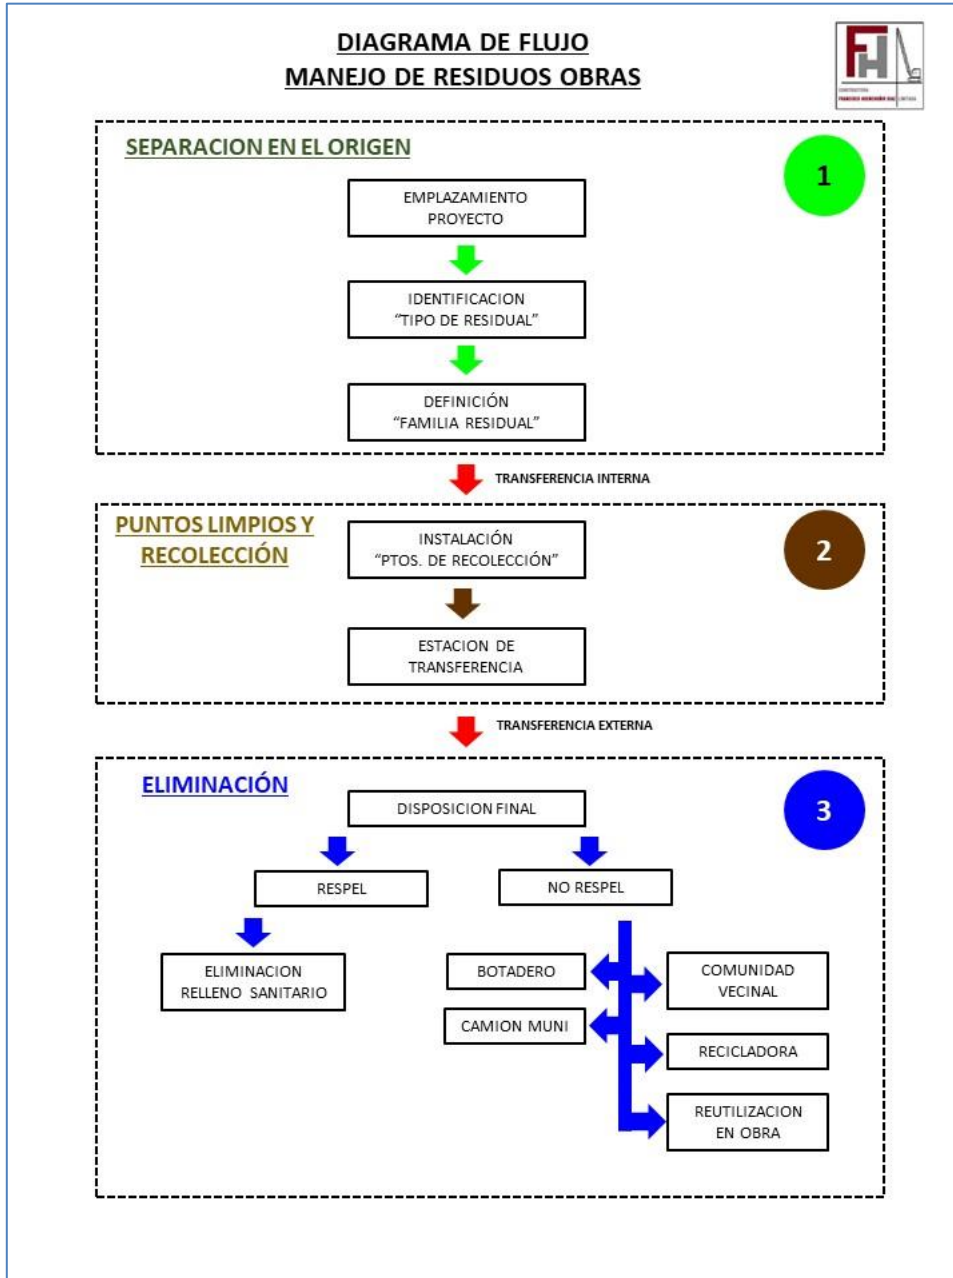 DIAGRAMA DE FLUJO
MANEJO DE RESIDUOS OBRAS
FH
CONSTRUCTORA
SEPARACION EN EL ORIGEN
1
EMPLAZAMIENTO
PROYECTO
IDENTIFICACION
“TIPO DE RESIDUAL”
DEFINICIÓN
“FAMILIA RESIDUAL”
TRANSFERENCIA INTERNA
PUNTOS LIMPIOS Y
RECOLECCIÓN
2
INSTALACIÓN
“PTOS. DE RECOLECCIÓN”
ESTACION DE
TRANSFERENCIA
TRANSFERENCIA EXTERNA
ELIMINACIÓN
3
DISPOSICION FINAL
RESPEL
NO RESPEL
ELIMINACION
RELLENO SANITARIO
BOTADERO
CAMION MUNI
COMUNIDAD
VECINAL
RECICLADORA
REUTILIZACION
EN OBRA